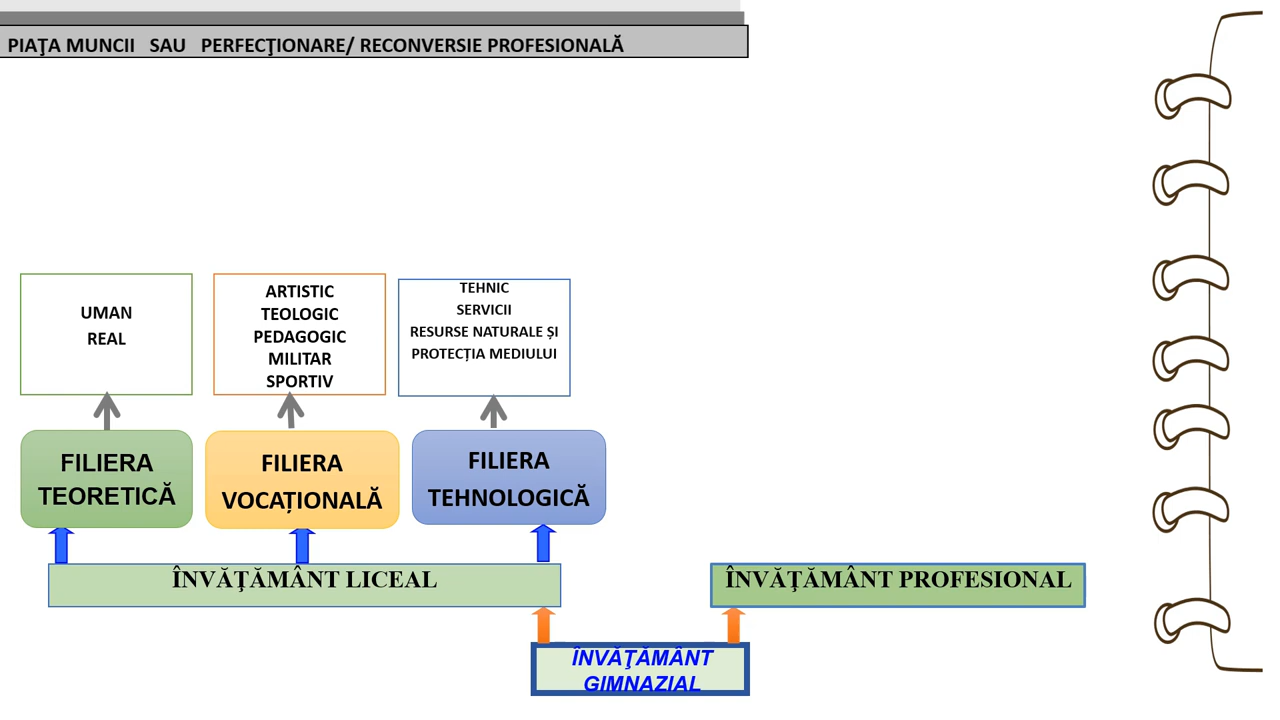 PIAŢA MUNCII SAU PERFECŢIONARE/ RECONVERSIE PROFESIONALĂ
UMAN
REAL
ARTISTIC
TEOLOGIC
PEDAGOGIC
MILITAR
SPORTIV
TEHNIC
SERVICII
RESURSE NATURALE ȘI
PROTECȚIA MEDIULUI
FILIERA
TEORETICĂ
FILIERA
VOCAȚIONALĂ
FILIERA
TEHNOLOGICĂ
ÎNVĂŢĂMÂNT LICEAL
ÎNVĂŢĂMÂNT PROFESIONAL
ÎNVĂŢĂMÂNT
GIMNAZIAL